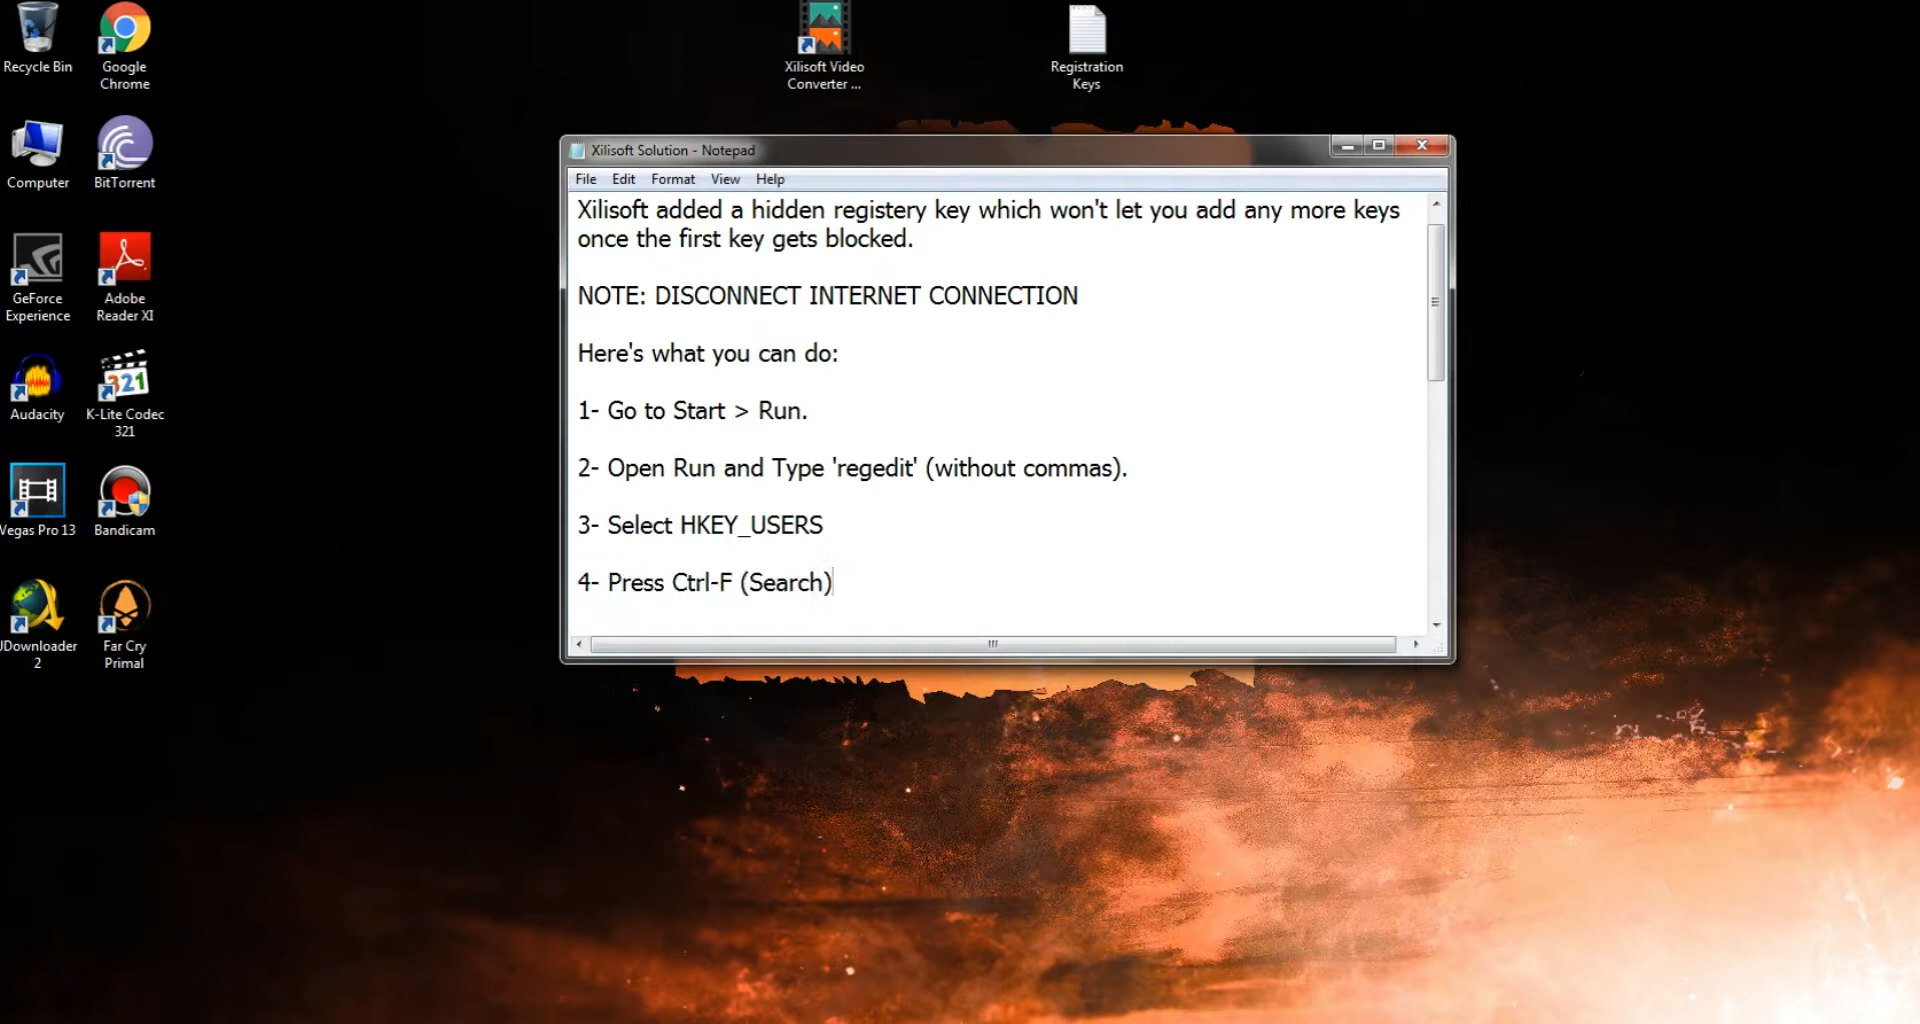 Recycle Bin
Google
Chrome
Xilisoft Video
Converter ...
Registration
Keys
Computer
BitTorrent
GeForce
Experience
Adobe
Reader XI
Audacity
K-Lite Codec
321
Vegas Pro 13
Bandicam
JDownloader
2
Far Cry
Primal
Xilisoft Solution - Notepad
File Edit Format View Help
Xilisoft added a hidden registery key which won't let you add any more keys
once the first key gets blocked.
NOTE: DISCONNECT INTERNET CONNECTION
Here's what you can do:
1- Go to Start > Run.
2- Open Run and Type 'regedit' (without commas).
3- Select HKEY_USERS
4- Press Ctrl-F (Search)